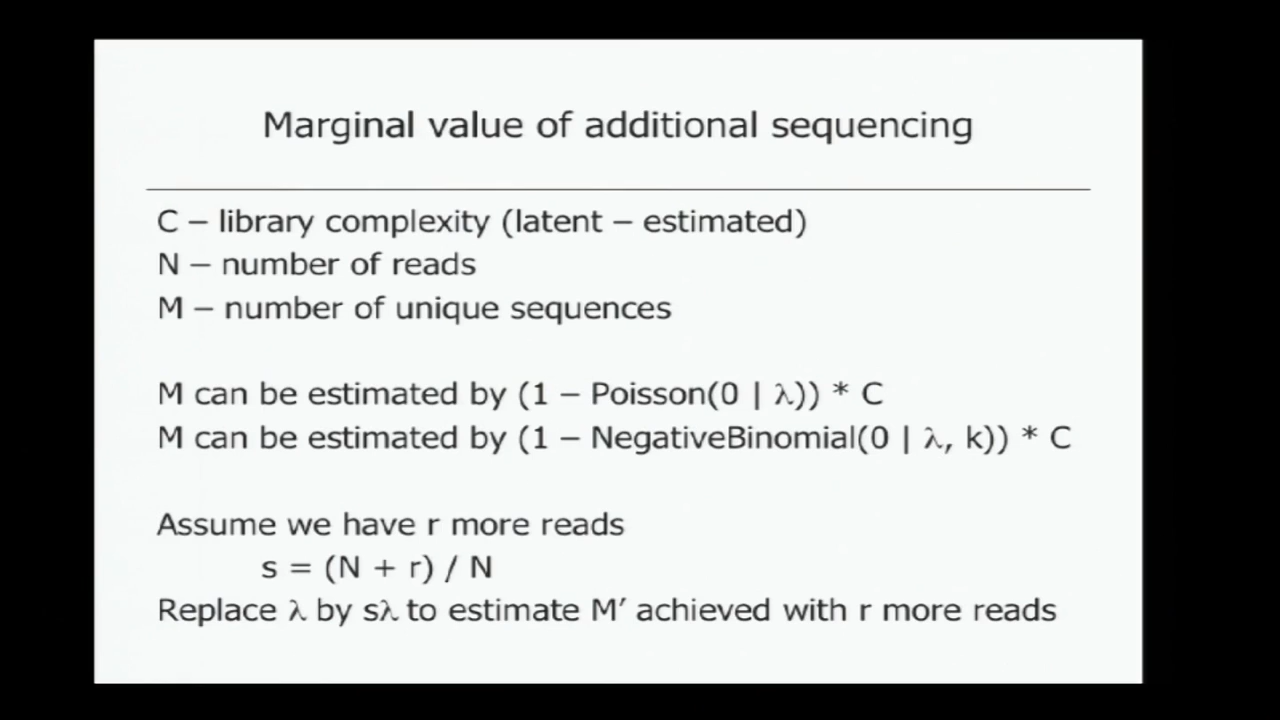 Marginal value of additional sequencing
C – library complexity (latent – estimated)
N – number of reads
M – number of unique sequences
M can be estimated by (1 – Poisson(0 | λ)) * C
M can be estimated by (1 – NegativeBinomial(0 | λ, k)) * C
Assume we have r more reads
s = (N + r) / N
Replace λ by sλ to estimate M′ achieved with r more reads